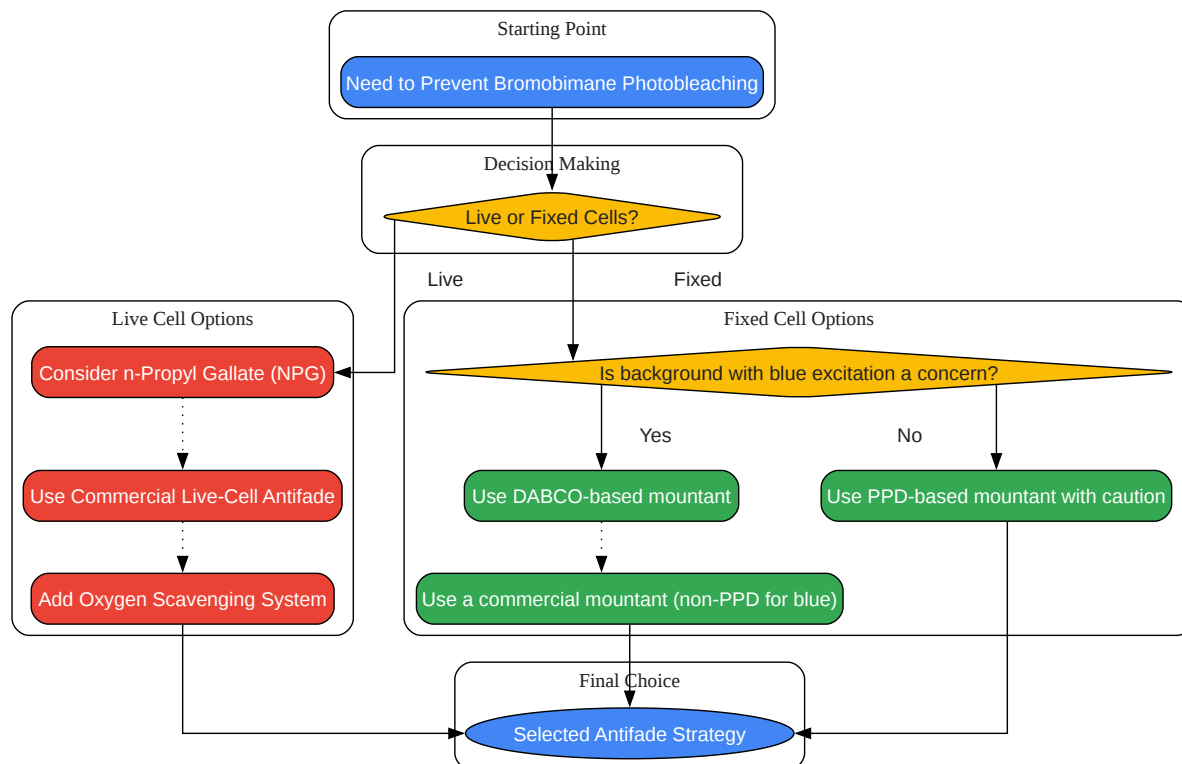 Starting Point
Need to Prevent Bromobimane Photobleaching
Decision Making
Live or Fixed Cells?
Live
Fixed
Live Cell Options
Fixed Cell Options
Consider n-Propyl Gallate (NPG)
Is background with blue excitation a concern?
Yes
No
Use Commercial Live-Cell Antifade
Use DABCO-based mountant
Use PPD-based mountant with caution
Add Oxygen Scavenging System
Use a commercial mountant (non-PPD for blue)
Final Choice
Selected Antifade Strategy